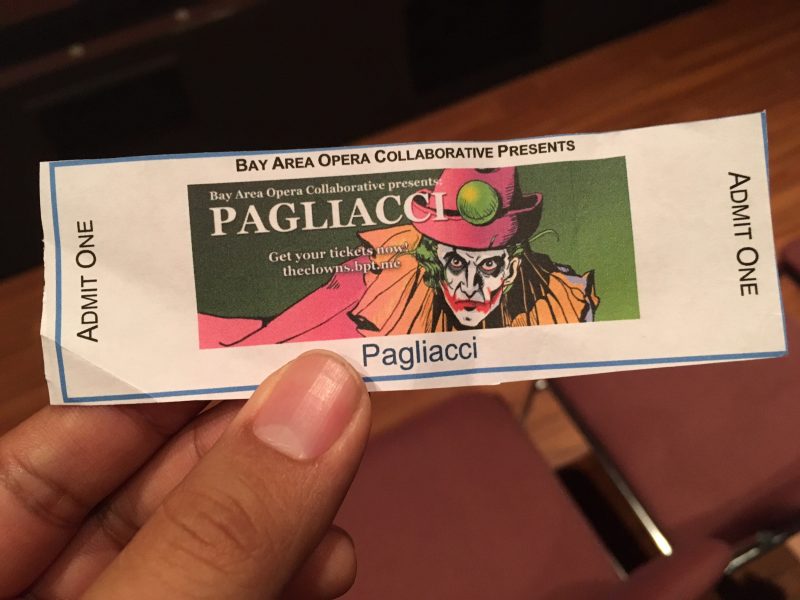 BAY AREA OPERA COLLABORATIVE PRESENTS
ADMIT ONE
Bay Area Opera Collaborative presents:
PAGLIACCI
Get your tickets now!
theclowns.bpt.me
Pagliacci
ADMIT ONE